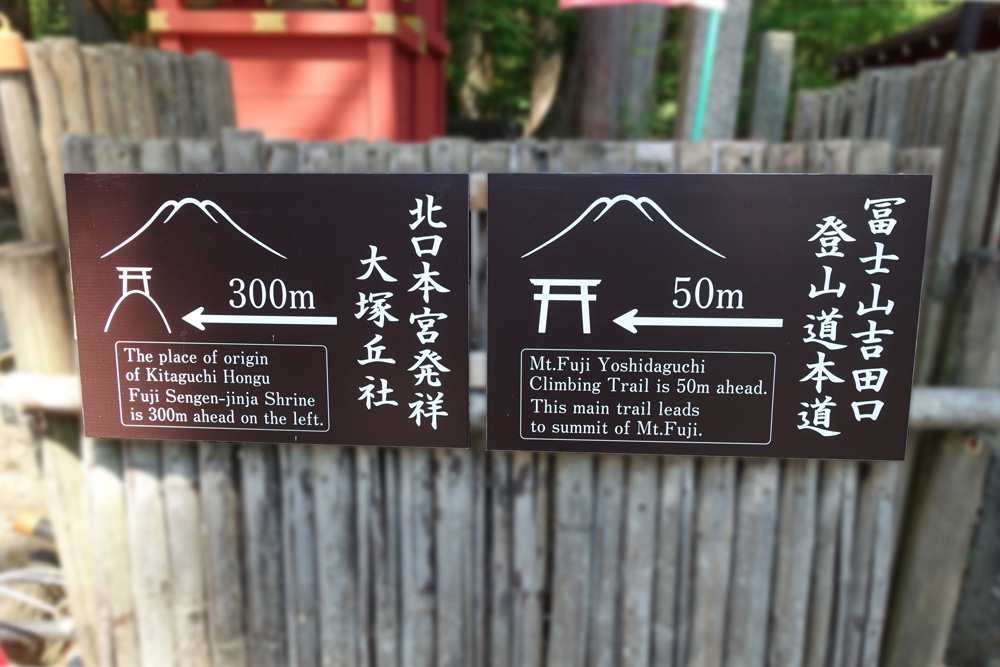 北口本宮発祥
大塚丘社
300m
The place of origin
of Kitaguchi Hongu
Fuji Sengen-jinja Shrine
is 300m ahead on the left.
冨士山吉田口
登山道本道
50m
Mt.Fuji Yoshidaguchi
Climbing Trail is 50m ahead.
This main trail leads
to summit of Mt.Fuji.